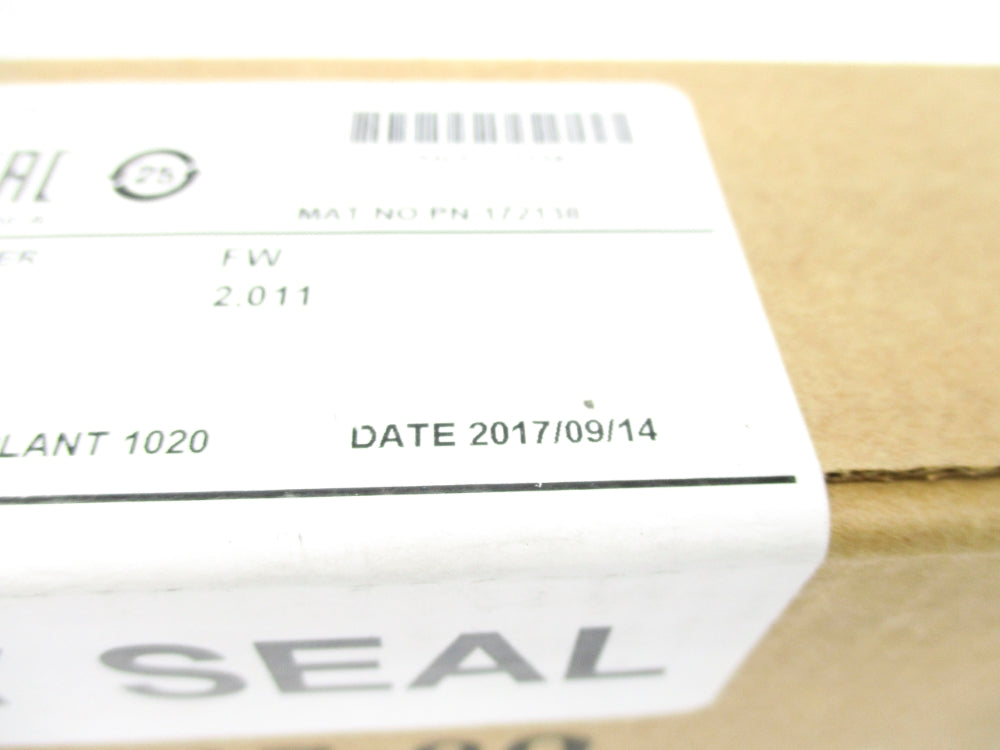 25
MAT NO PN-172138
FW
2.011
LANT 1020
DATE 2017/09/14
SEAL